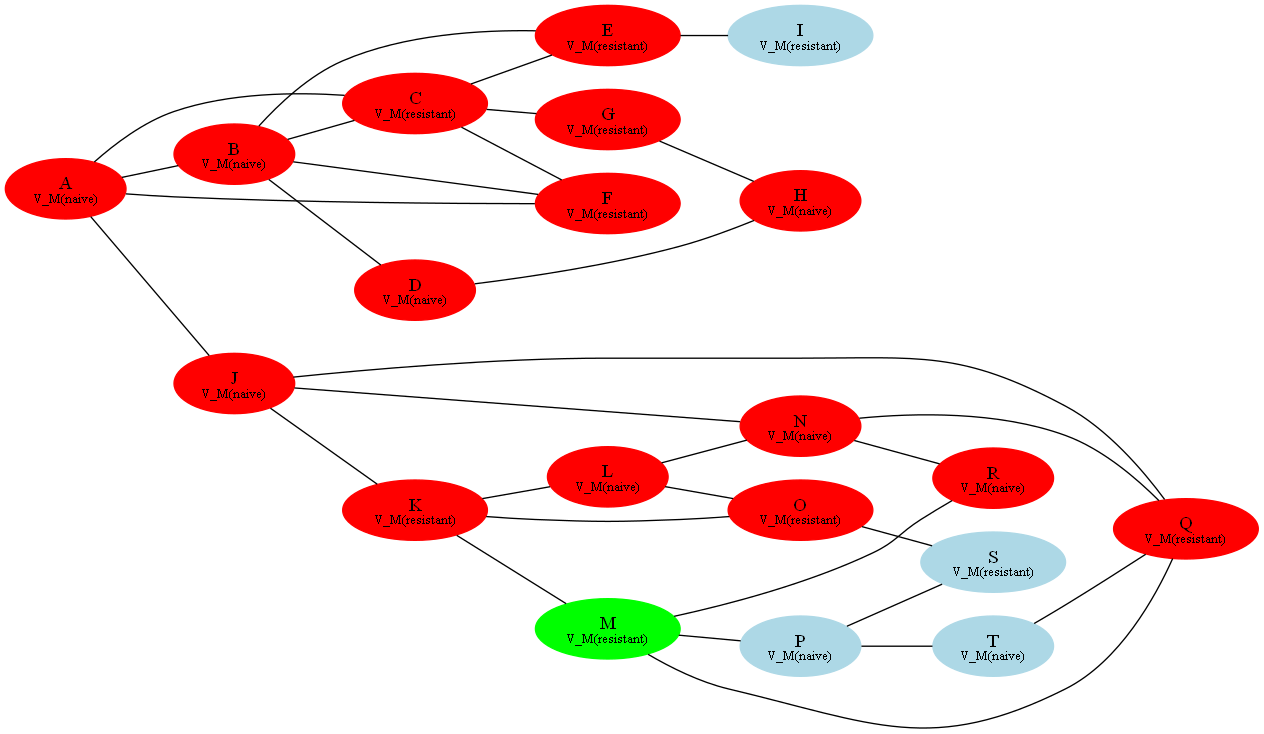 A
V_M(naive)
B
V_M(naive)
C
V_M(resistant)
E
V_M(resistant)
I
V_M(resistant)
G
V_M(resistant)
F
V_M(resistant)
H
V_M(naive)
D
V_M(naive)
J
V_M(naive)
K
V_M(resistant)
L
V_M(naive)
N
V_M(naive)
O
V_M(resistant)
M
V_M(resistant)
R
V_M(naive)
S
V_M(resistant)
P
V_M(naive)
T
V_M(naive)
Q
V_M(resistant)